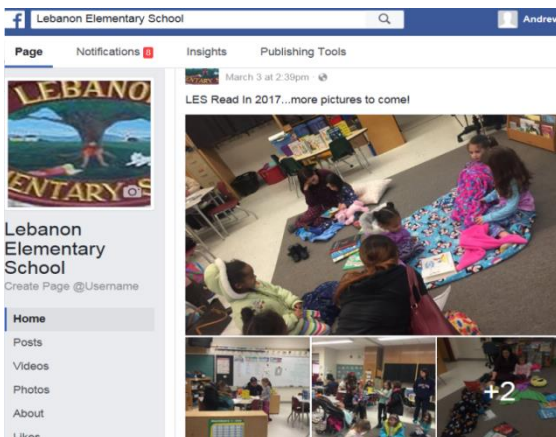 f Lebanon Elementary School Andrew
Page Notifications 8 Insights Publishing Tools
March 3 at 2:39pm ·
LES Read In 2017...more pictures to come!
LEBANO
ENTARY S
Lebanon
Elementary
School
Create Page @Username
Home
Posts
Videos
Photos
About
Likes
+2